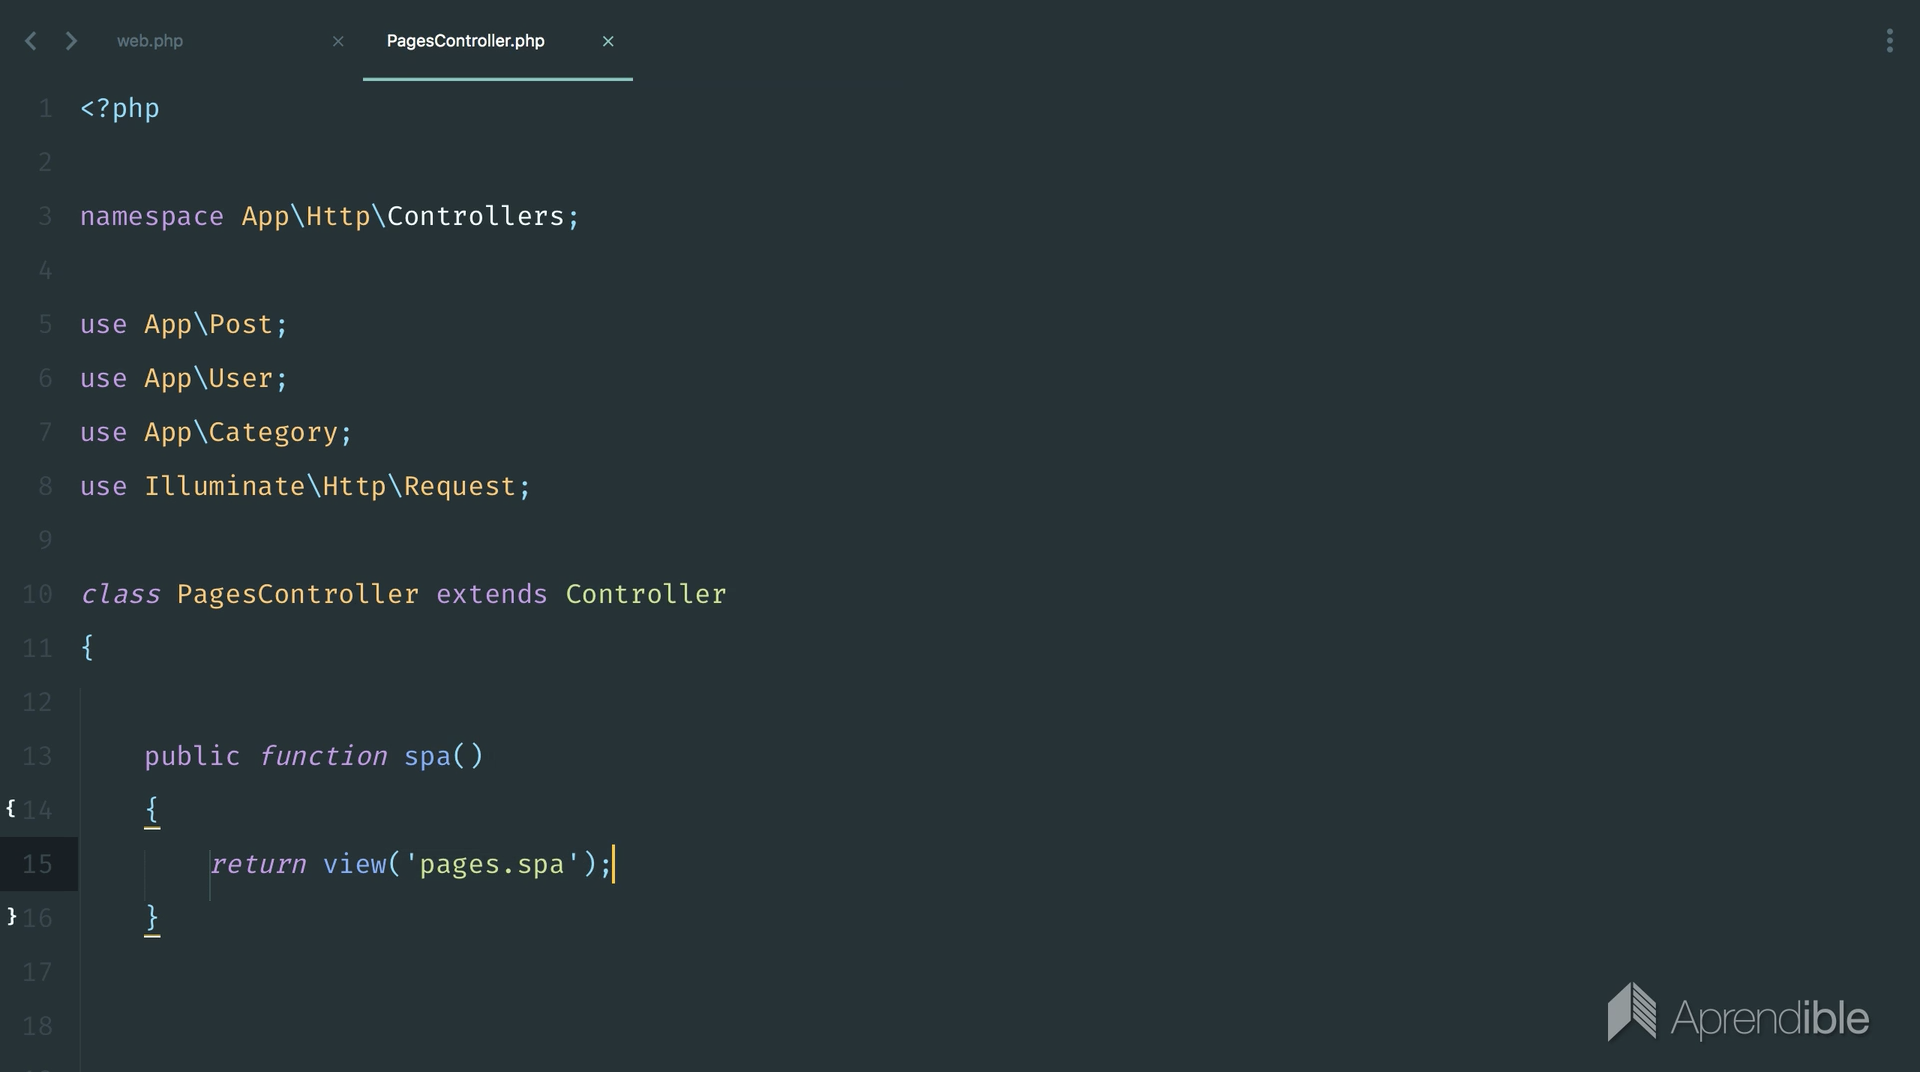 web.php × PagesController.php ×
1 <?php
2
3 namespace App\Http\Controllers;
4
5 use App\Post;
6 use App\User;
7 use App\Category;
8 use Illuminate\Http\Request;
9
10 class PagesController extends Controller
11 {
12
13     public function spa()
{ 14     {
15         return view('pages.spa');
} 16     }
17
18
Aprendible